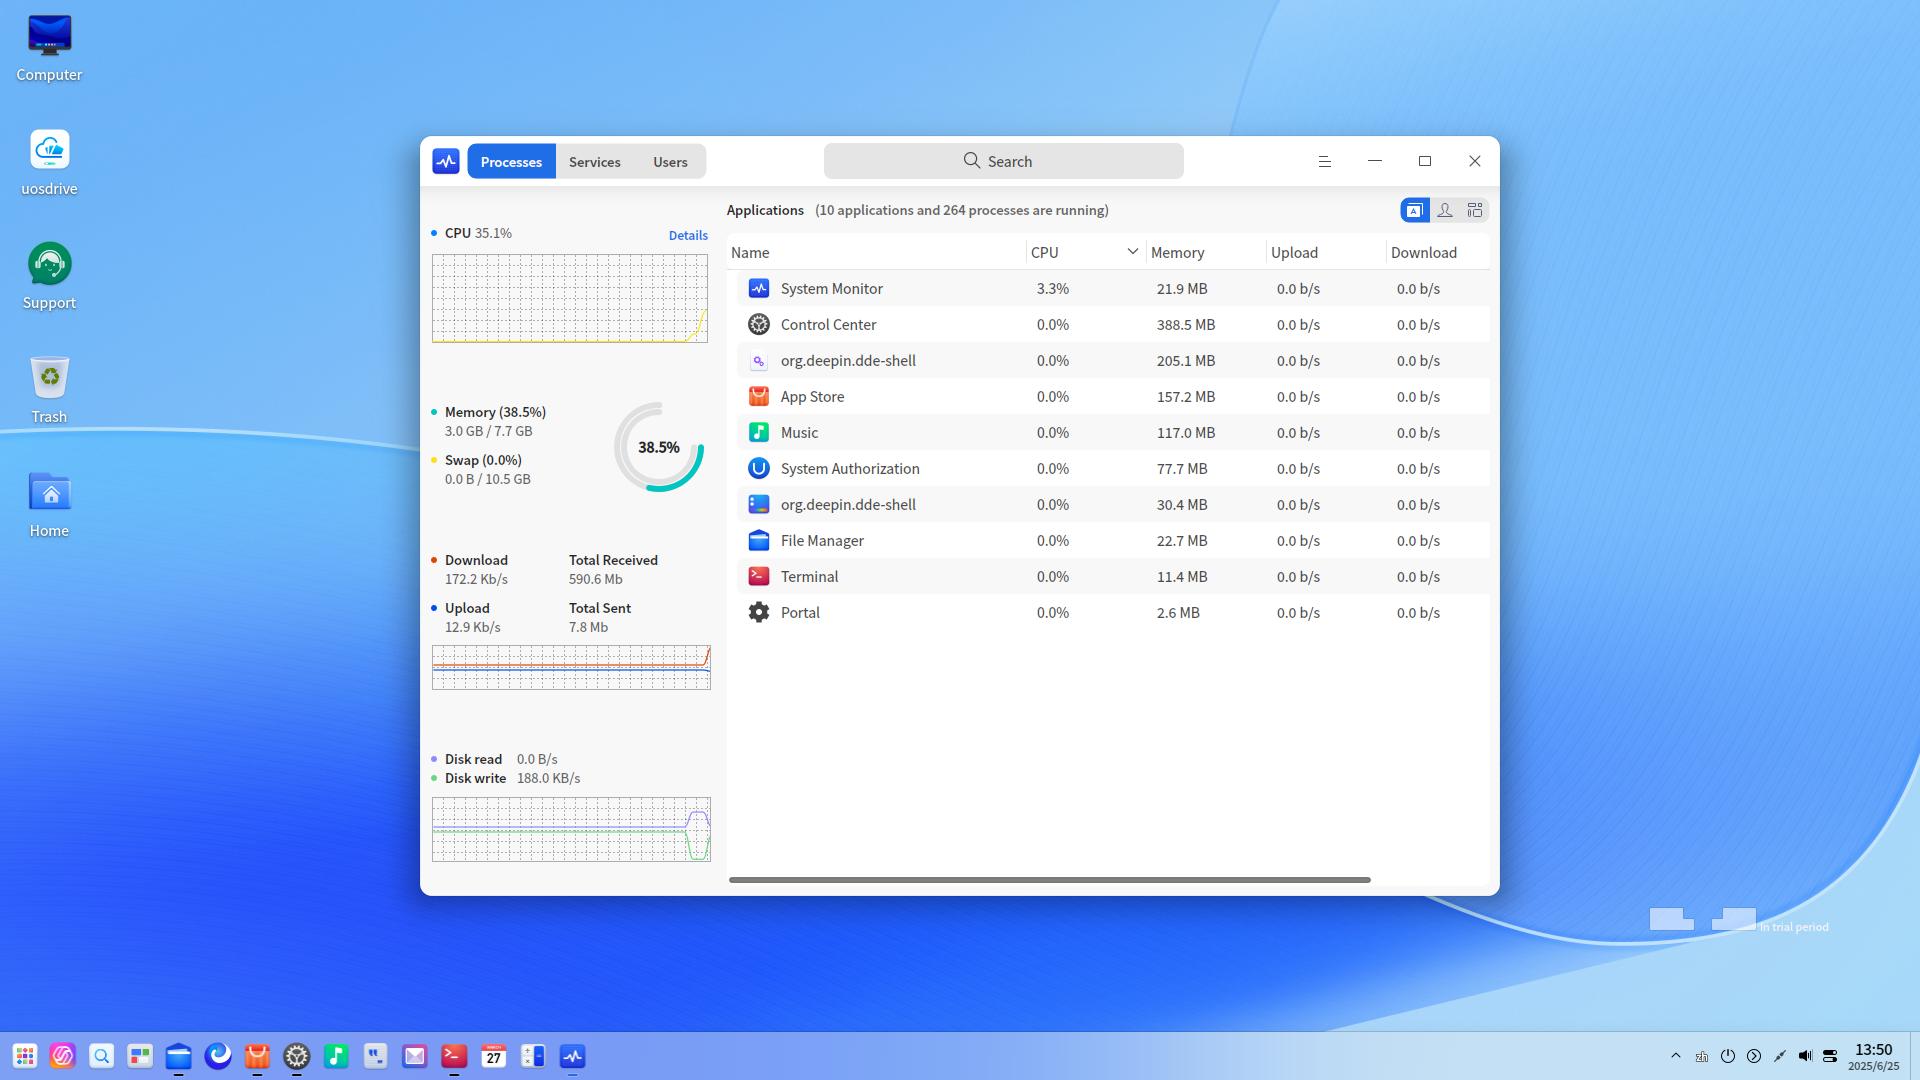 Computer
uosdrive
Support
Trash
Home
Processes
Services
Users
Search
CPU 35.1%
Details
Memory (38.5%)
3.0 GB / 7.7 GB
Swap (0.0%)
0.0 B / 10.5 GB
38.5%
Download
172.2 Kb/s
Total Received
590.6 Mb
Upload
12.9 Kb/s
Total Sent
7.8 Mb
Disk read 0.0 B/s
Disk write 188.0 KB/s
Applications (10 applications and 264 processes are running)
Name CPU Memory Upload Download
System Monitor 3.3% 21.9 MB 0.0 b/s 0.0 b/s
Control Center 0.0% 388.5 MB 0.0 b/s 0.0 b/s
org.deepin.dde-shell 0.0% 205.1 MB 0.0 b/s 0.0 b/s
App Store 0.0% 157.2 MB 0.0 b/s 0.0 b/s
Music 0.0% 117.0 MB 0.0 b/s 0.0 b/s
System Authorization 0.0% 77.7 MB 0.0 b/s 0.0 b/s
org.deepin.dde-shell 0.0% 30.4 MB 0.0 b/s 0.0 b/s
File Manager 0.0% 22.7 MB 0.0 b/s 0.0 b/s
Terminal 0.0% 11.4 MB 0.0 b/s 0.0 b/s
Portal 0.0% 2.6 MB 0.0 b/s 0.0 b/s
In trial period
27
zh
13:50
2025/6/25